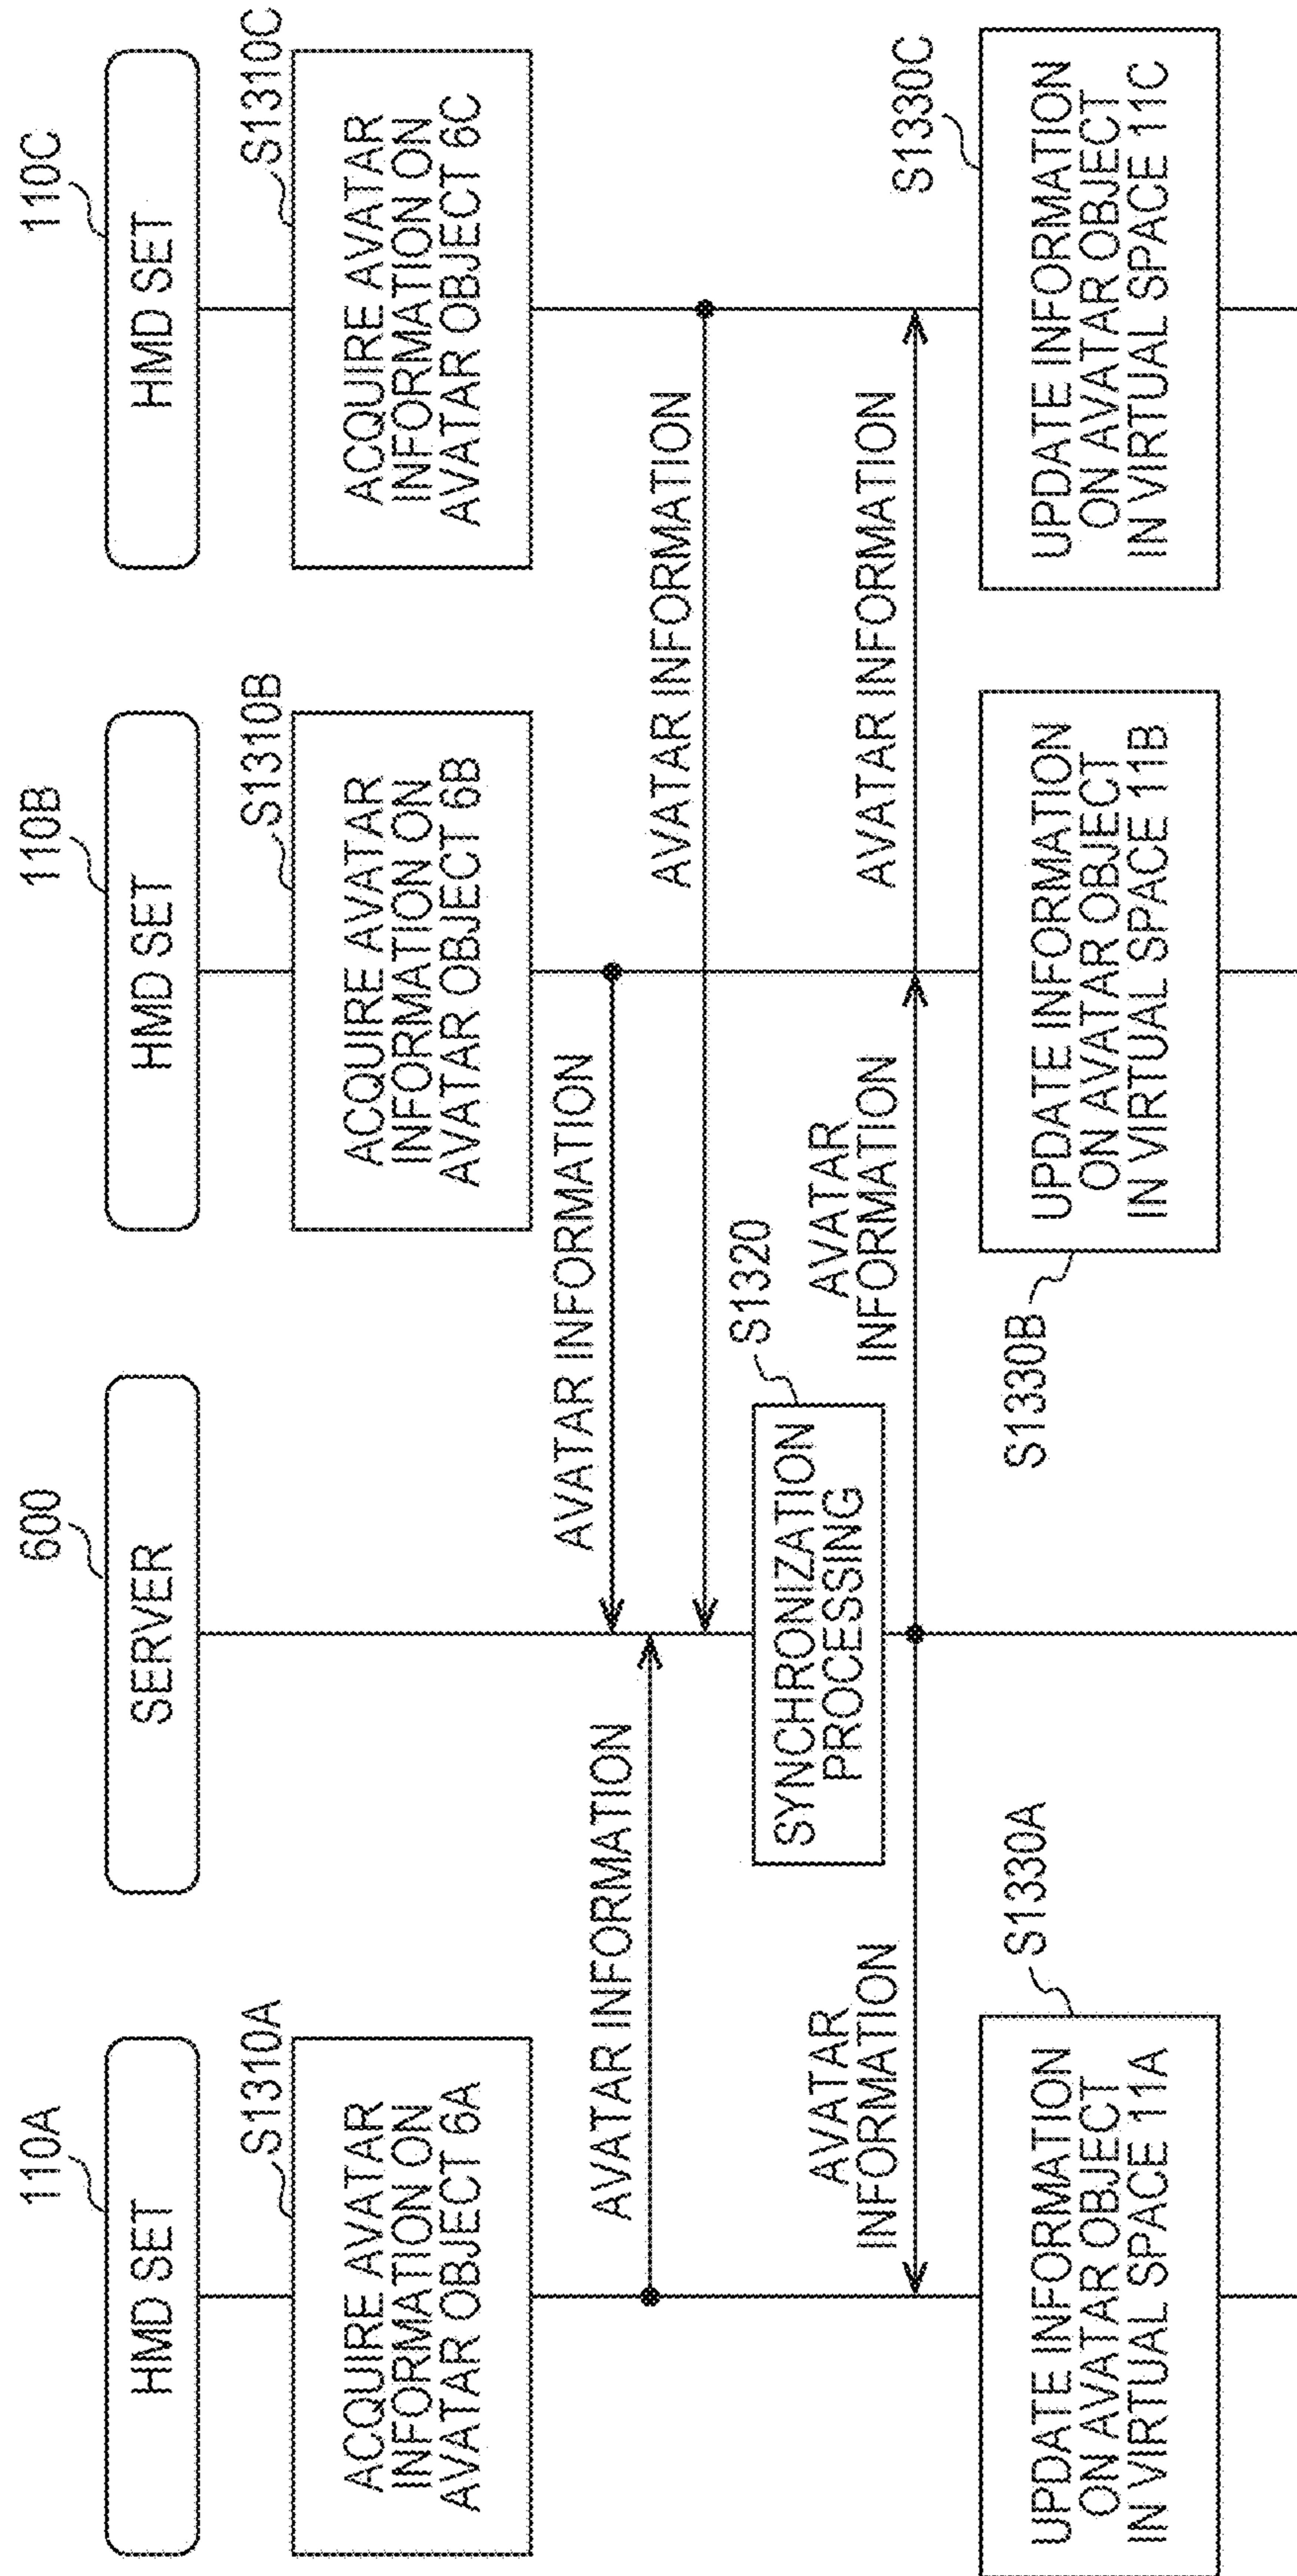 110A
600
110B
110C
HMD SET
SERVER
HMD SET
HMD SET
S1310A
S1310B
S1310C
ACQUIRE AVATAR
INFORMATION ON
AVATAR OBJECT 6A
ACQUIRE AVATAR
INFORMATION ON
AVATAR OBJECT 6B
ACQUIRE AVATAR
INFORMATION ON
AVATAR OBJECT 6C
AVATAR INFORMATION
AVATAR INFORMATION
AVATAR INFORMATION
S1320
SYNCHRONIZATION
PROCESSING
AVATAR
INFORMATION
AVATAR
INFORMATION
AVATAR INFORMATION
S1330A
S1330B
S1330C
UPDATE INFORMATION
ON AVATAR OBJECT
IN VIRTUAL SPACE 11A
UPDATE INFORMATION
ON AVATAR OBJECT
IN VIRTUAL SPACE 11B
UPDATE INFORMATION
ON AVATAR OBJECT
IN VIRTUAL SPACE 11C